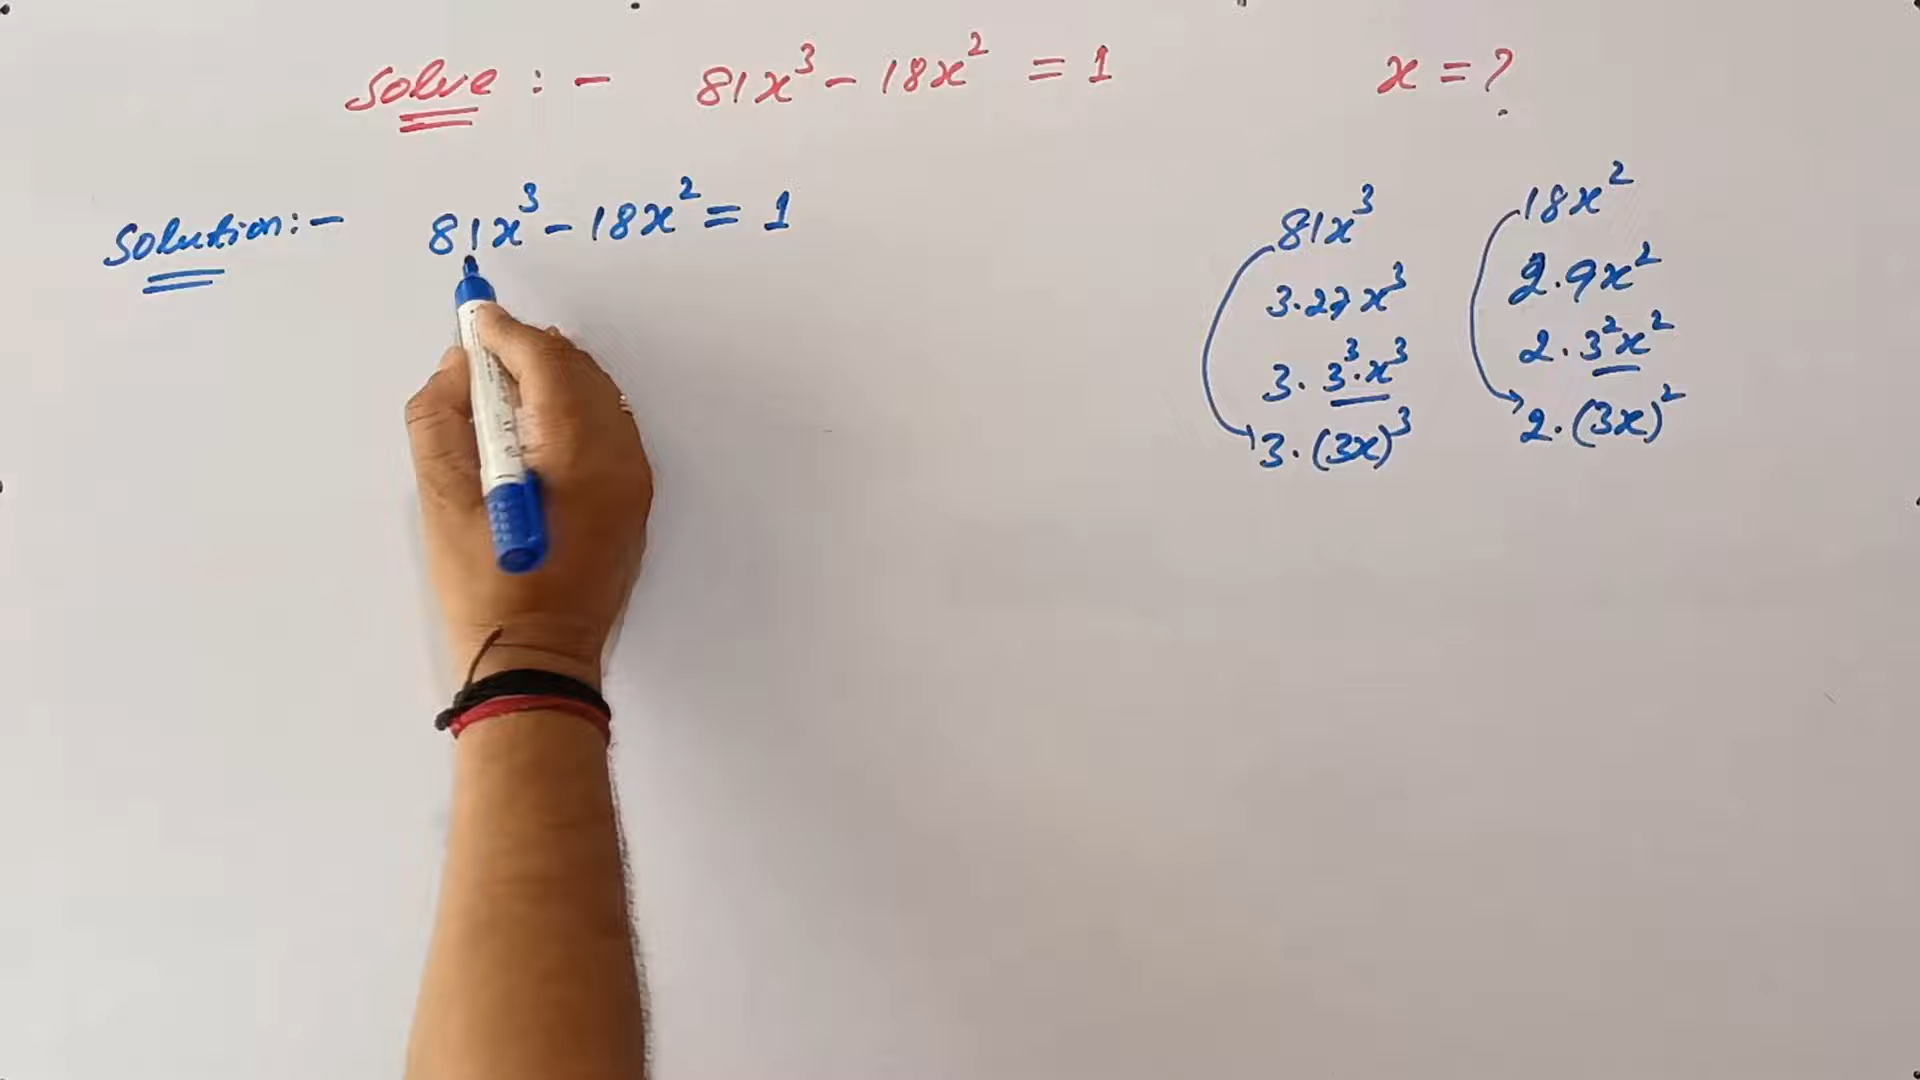 Solve :- 81x³ - 18x² = 1 x = ?
Solution:- 81x³ - 18x² = 1
81x³
3·27x³
3·3³·x³
3·(3x)³
18x²
2·9x²
2·3²x²
2·(3x)²